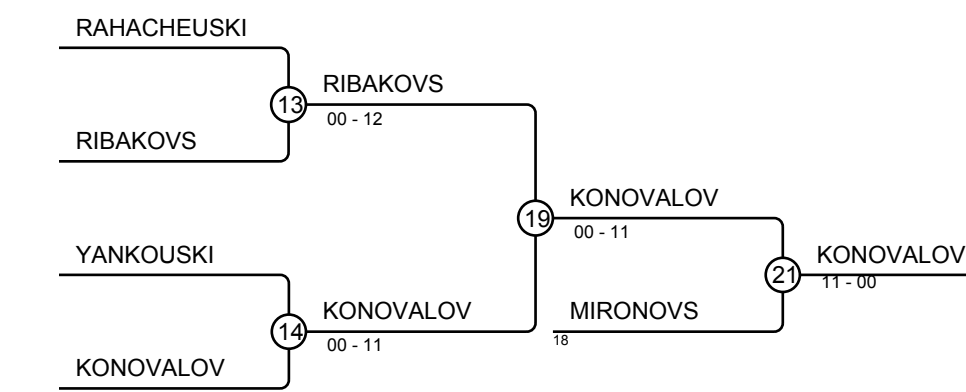 RAHACHEUSKI
13
RIBAKOVS
00 - 12
RIBAKOVS
19
KONOVALOV
00 - 11
YANKOUSKI
21
KONOVALOV
11 - 00
14
KONOVALOV
00 - 11
MIRONOVS
18
KONOVALOV